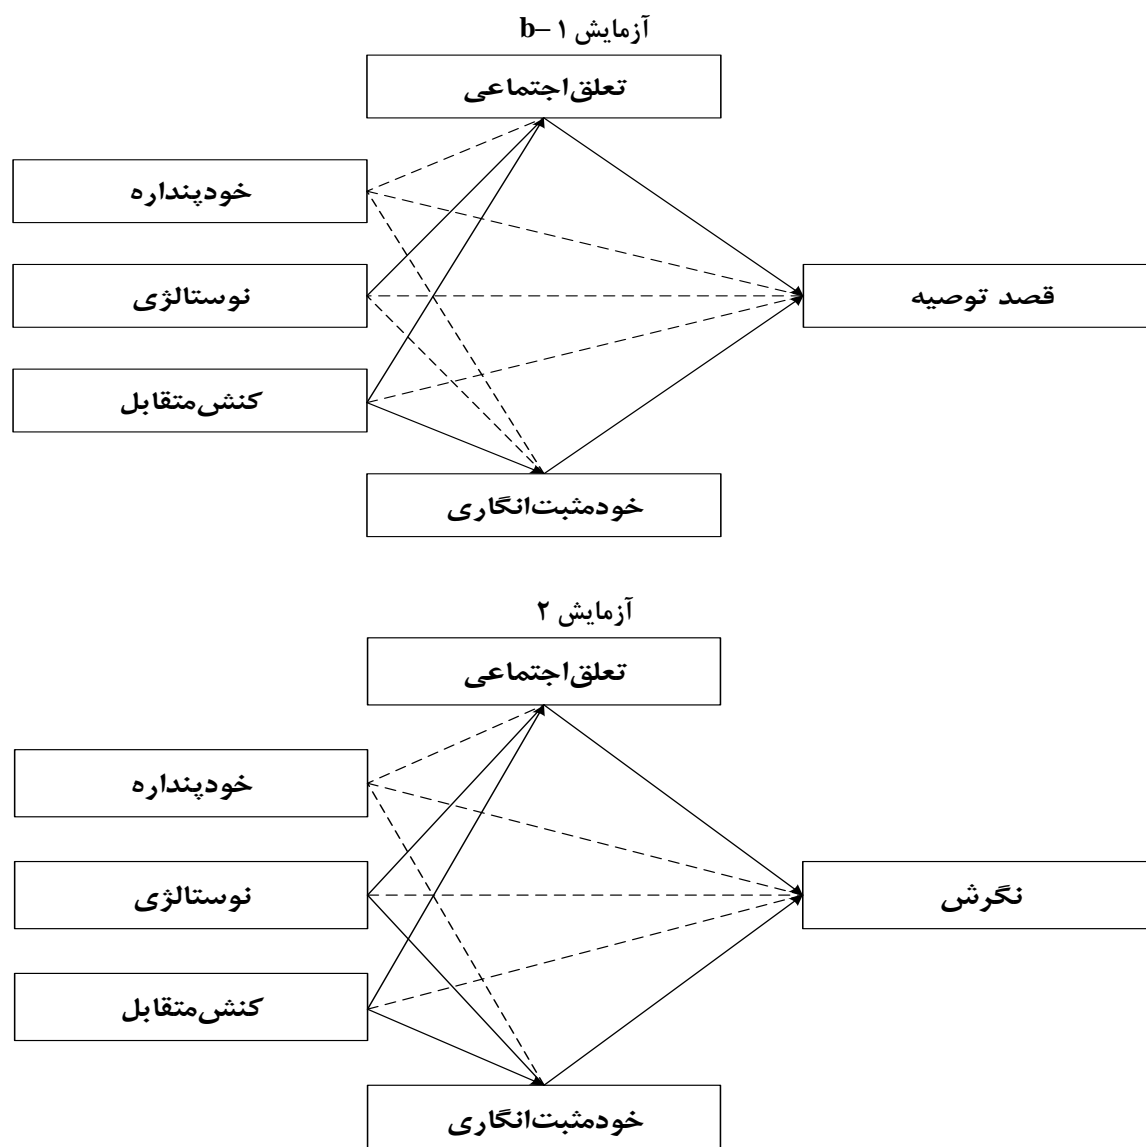 آزمایش ۱ –b
تعلق‌اجتماعی
خودپنداره
نوستالژی
قصد توصیه
کنش‌متقابل
خودمثبت‌انگاری
آزمایش ۲
تعلق‌اجتماعی
خودپنداره
نوستالژی
نگرش
کنش‌متقابل
خودمثبت‌انگاری